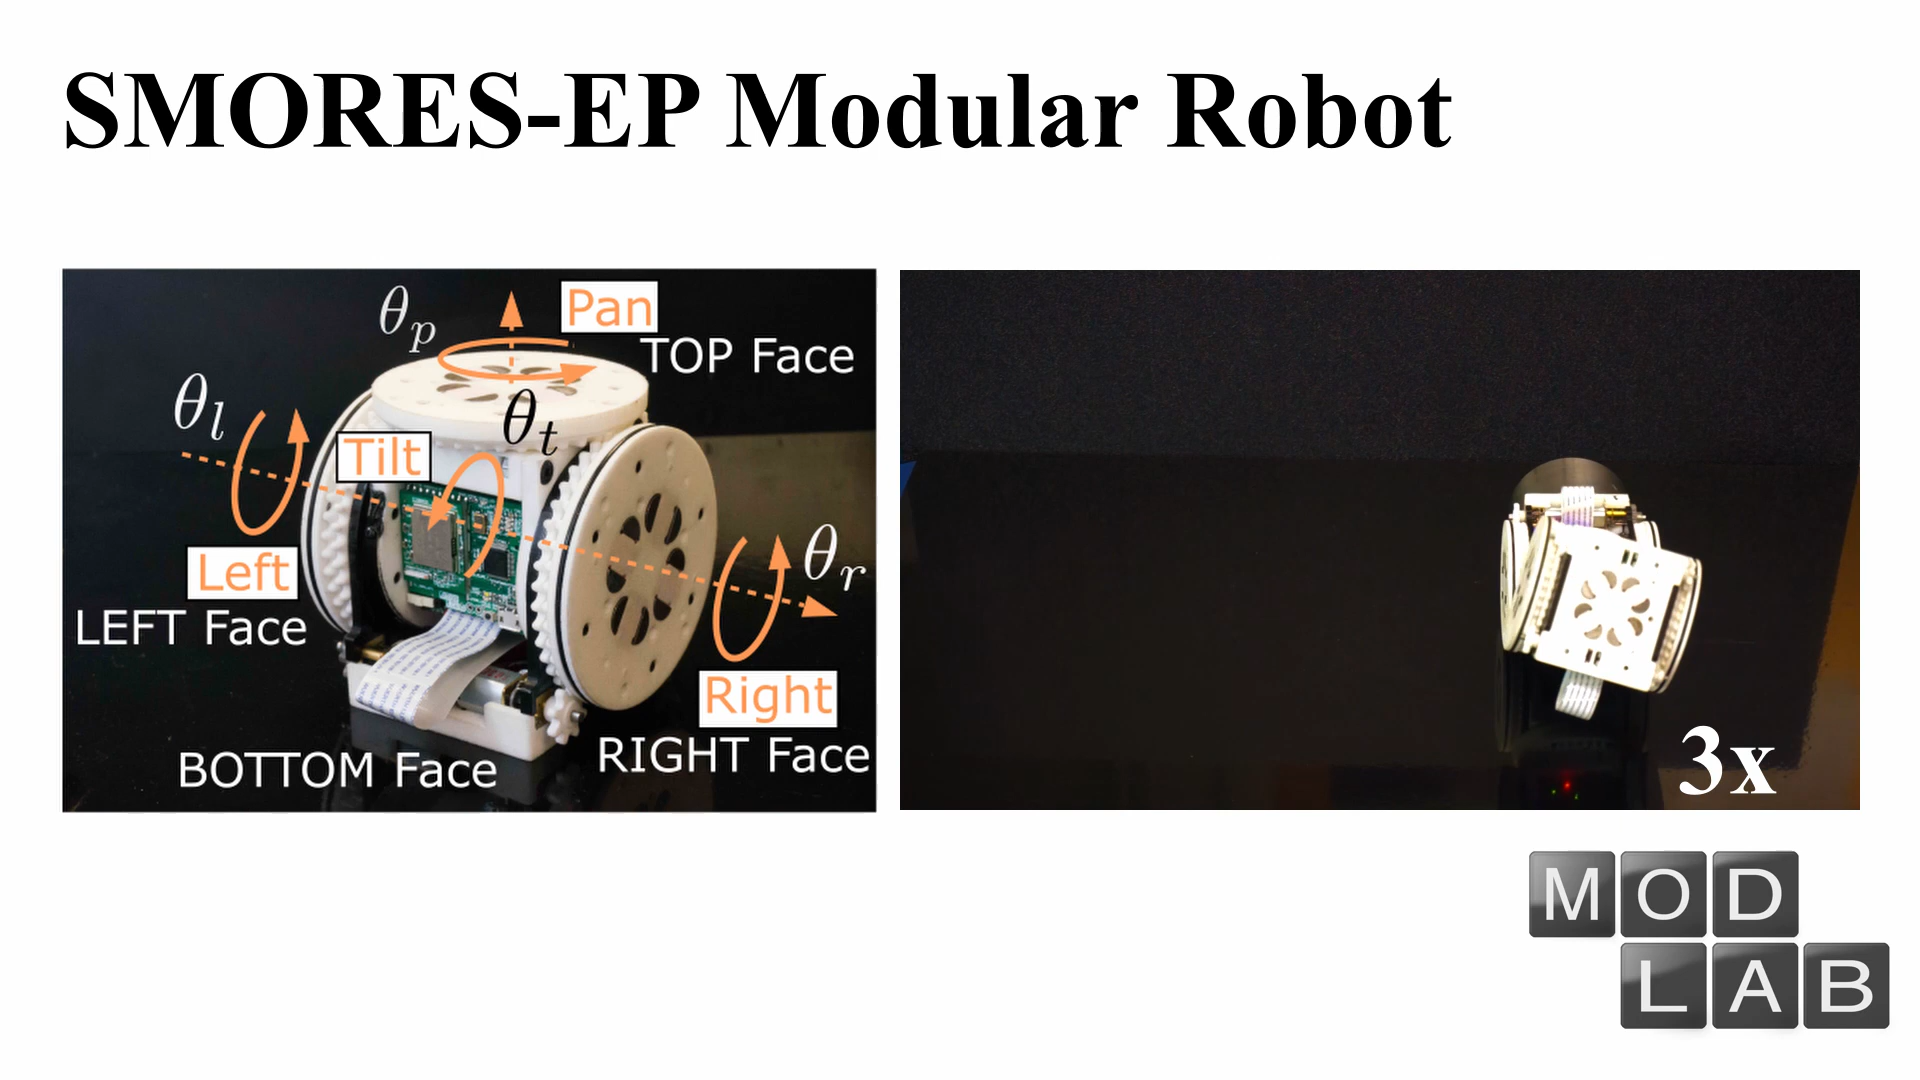 SMORES-EP Modular Robot
θp
Pan
TOP Face
θl
θt
Tilt
θr
Left
LEFT Face
Right
RIGHT Face
BOTTOM Face
3x
MOD
LAB